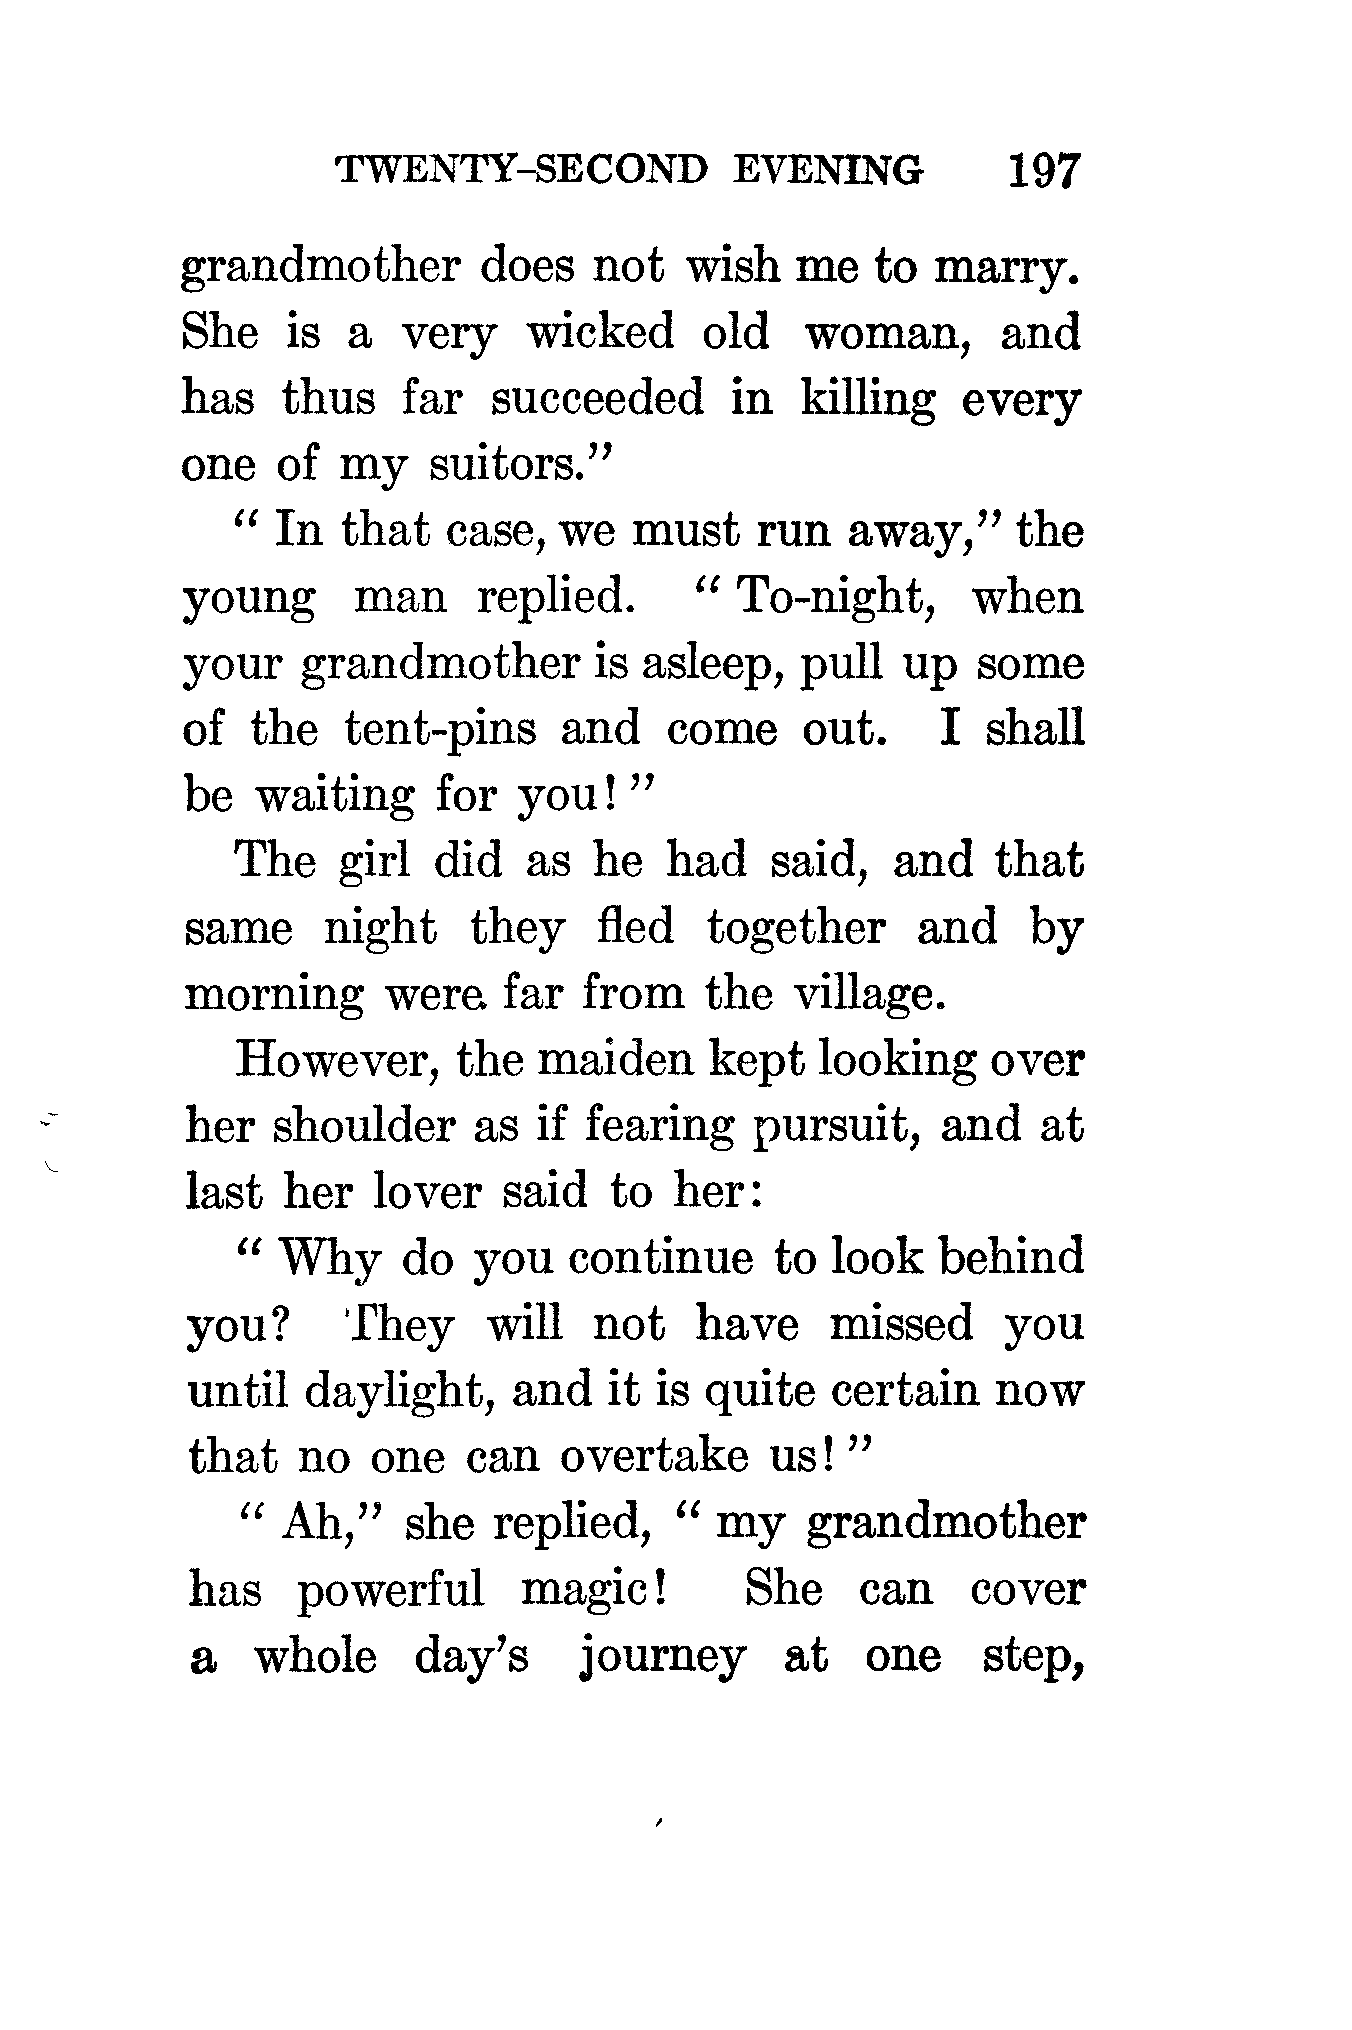 TWENTY-SECOND EVENING 197
grandmother does not wish me to marry.
She is a very wicked old woman, and
has thus far succeeded in killing every
one of my suitors."
" In that case, we must run away," the
young man replied. " To-night, when
your grandmother is asleep, pull up some
of the tent-pins and come out. I shall
be waiting for you! "
The girl did as he had said, and that
same night they fled together and by
morning were far from the village.
However, the maiden kept looking over
her shoulder as if fearing pursuit, and at
last her lover said to her:
" Why do you continue to look behind
you? They will not have missed you
until daylight, and it is quite certain now
that no one can overtake us! "
" Ah," she replied, " my grandmother
has powerful magic! She can cover
a whole day's journey at one step,